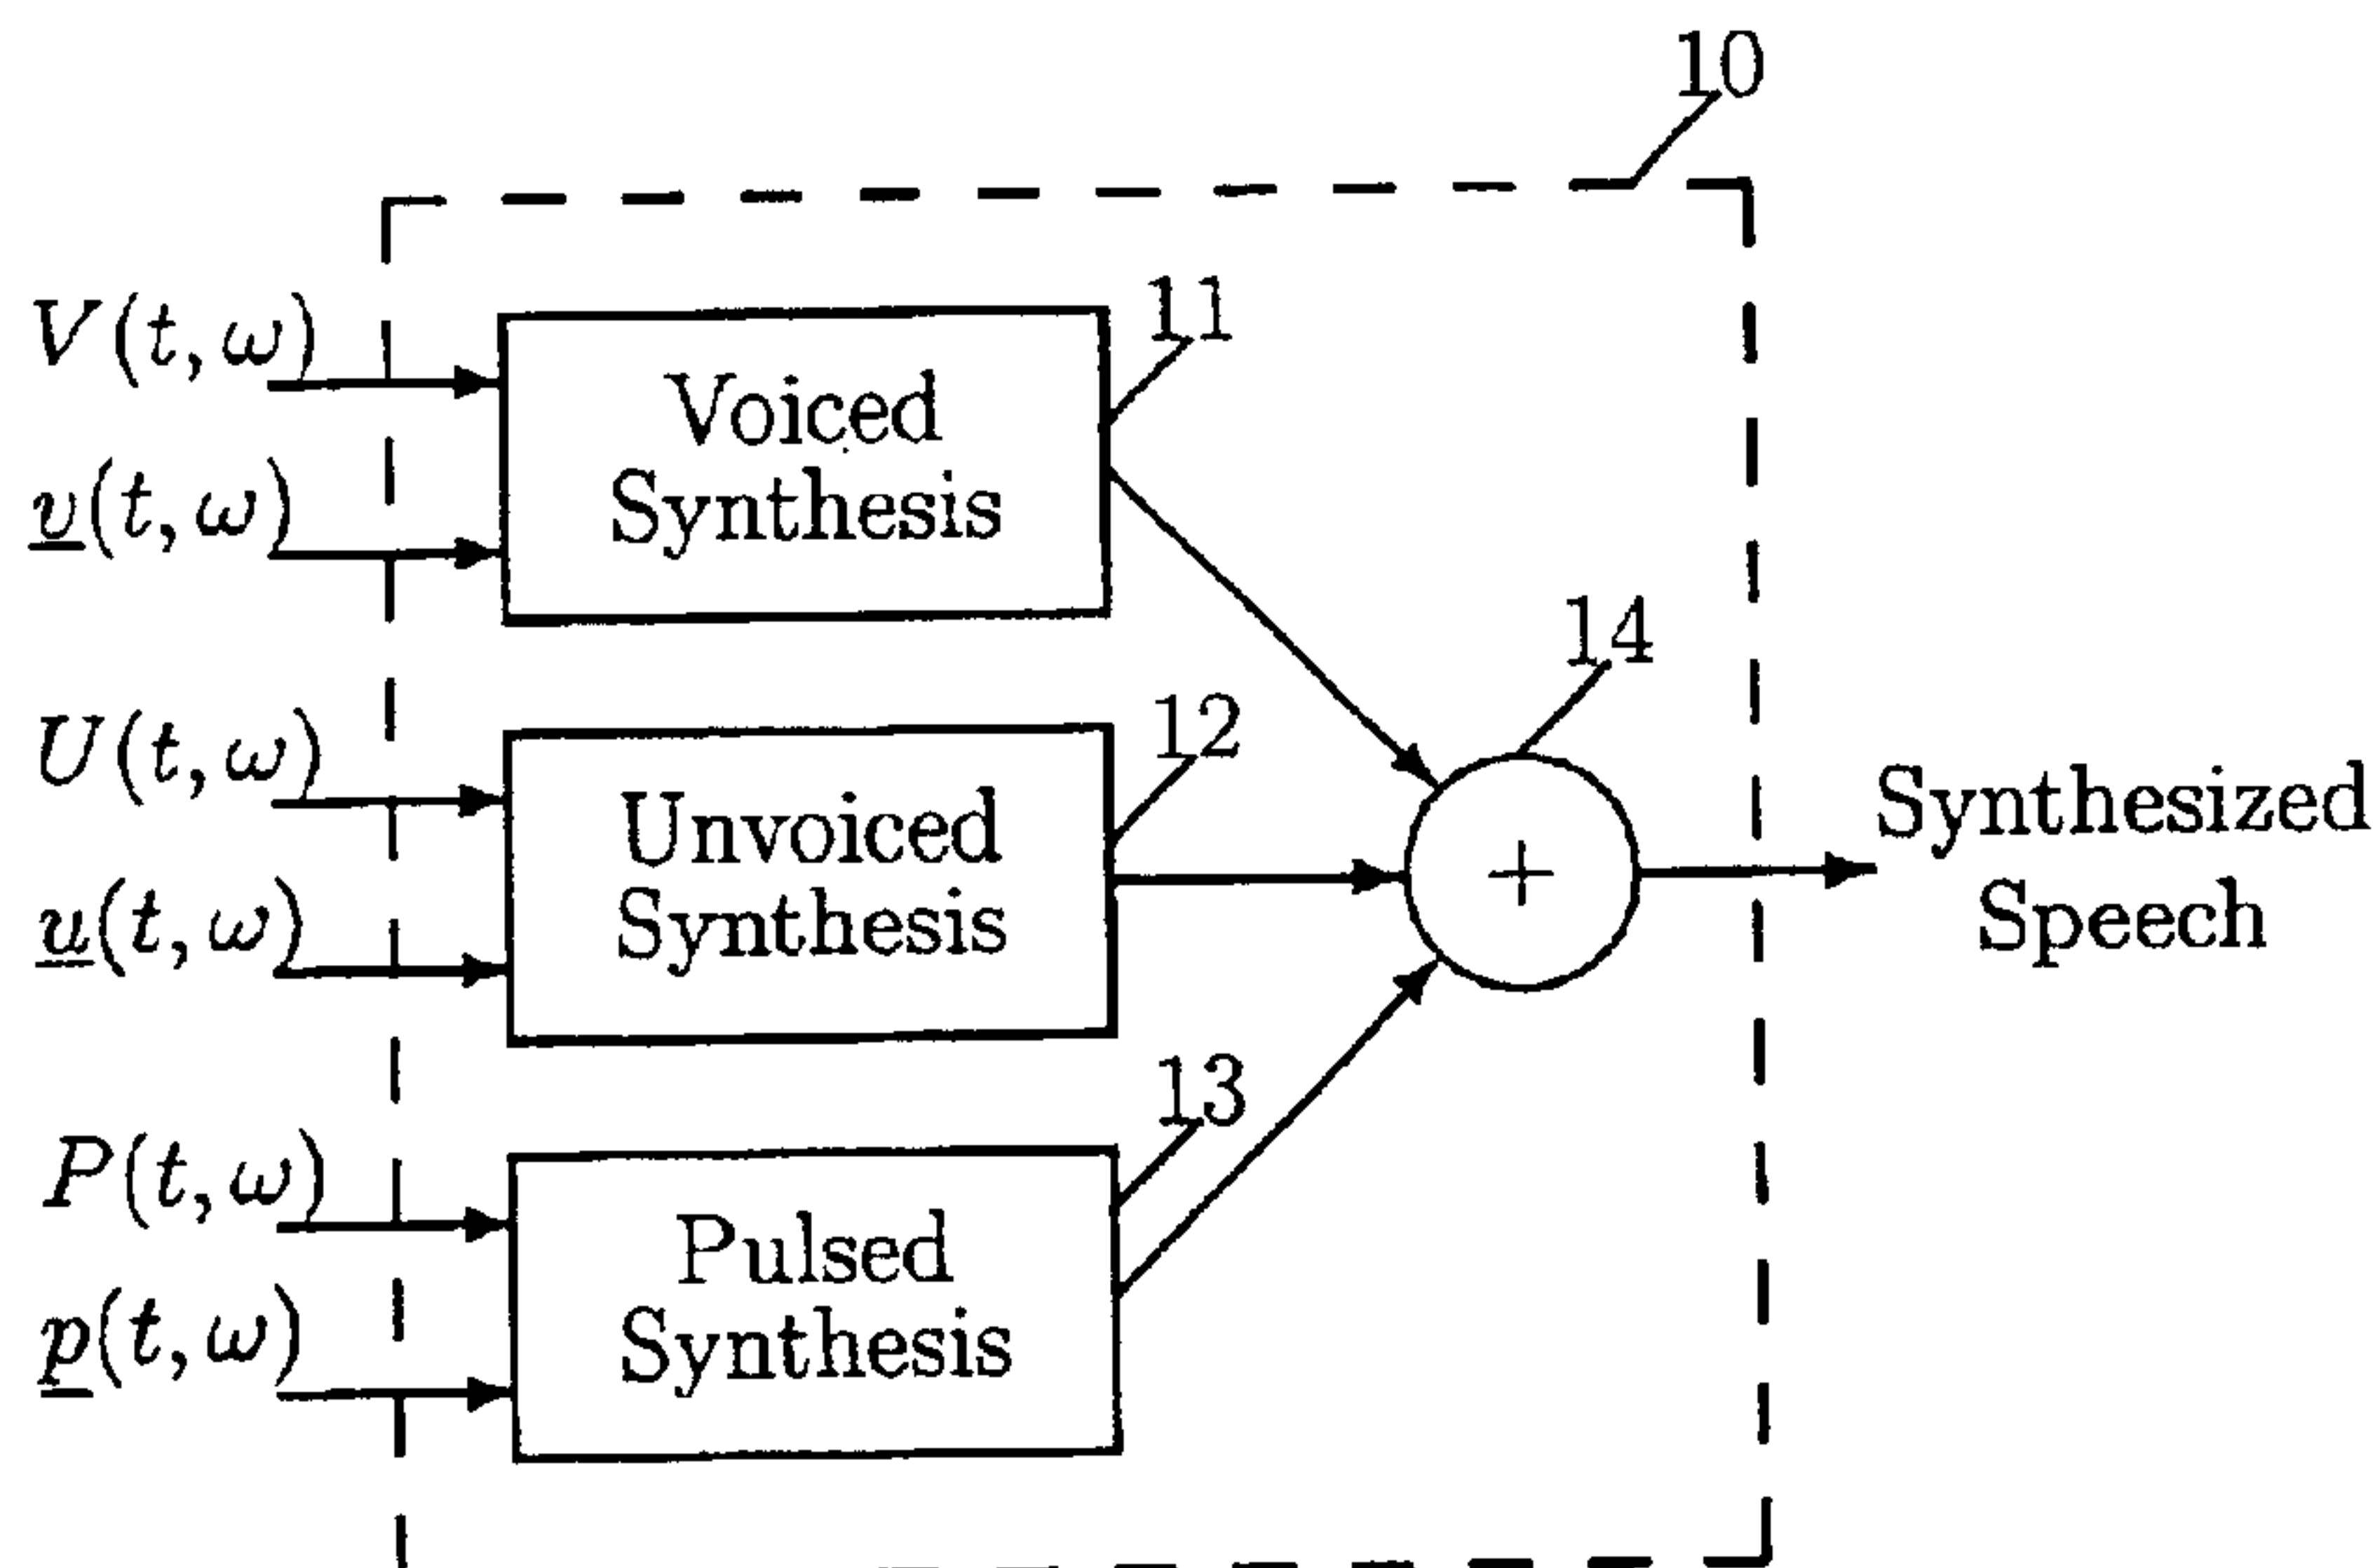 10
V(t, ω)
11
Voiced
Synthesis
v(t, ω)
14
U(t, ω)
12
Unvoiced
Synthesis
u(t, ω)
+
Synthesized
Speech
13
P(t, ω)
Pulsed
Synthesis
p(t, ω)